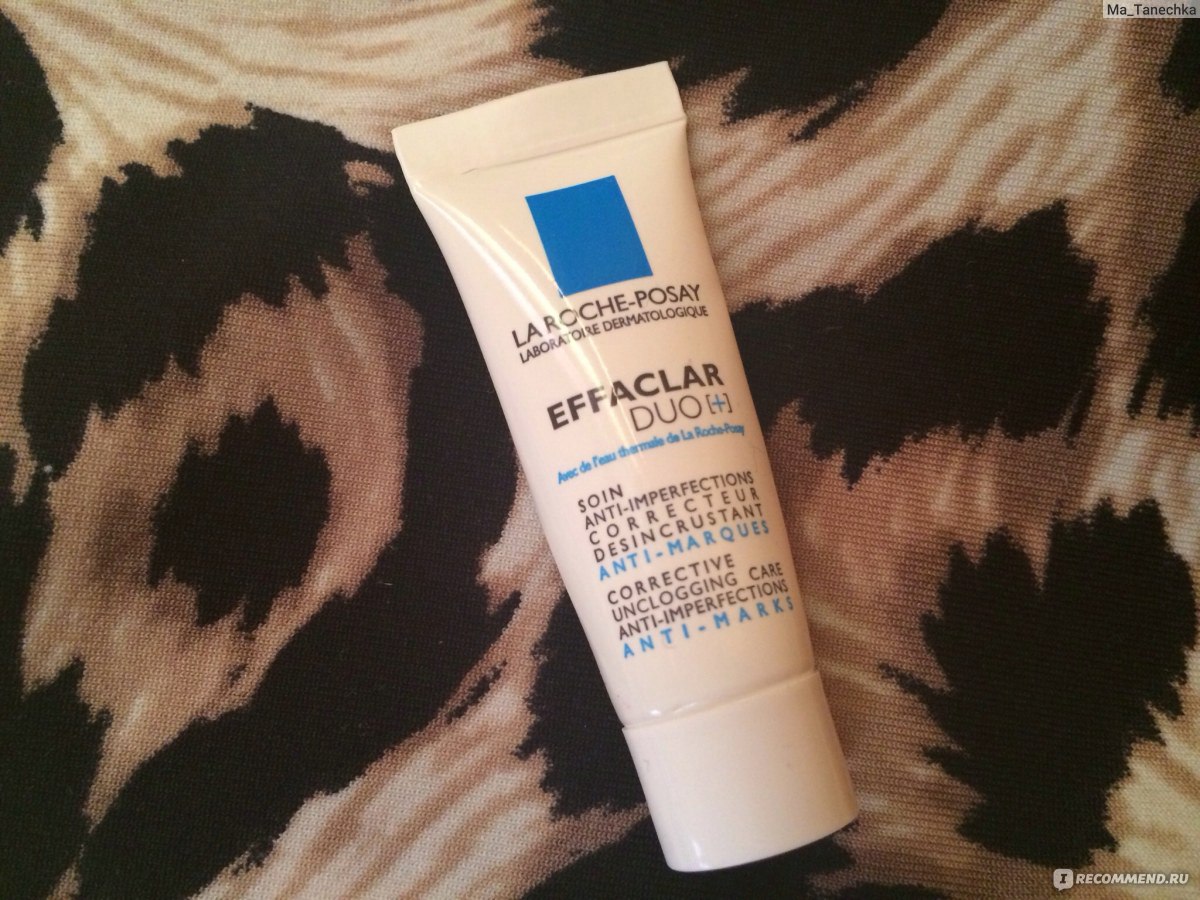 Ma_Tanechka
LA ROCHE-POSAY
LABORATOIRE DERMATOLOGIQUE
EFFACLAR
DUO [+]
Avec de l'eau thermale de La Roche-Posay
SOIN
ANTI-IMPERFECTIONS
CORRECTEUR
DESINCRUSTANT
ANTI-MARQUES
CORRECTIVE
UNCLOGGING CARE
ANTI-IMPERFECTIONS
ANTI-MARKS
I RECOMMEND.RU